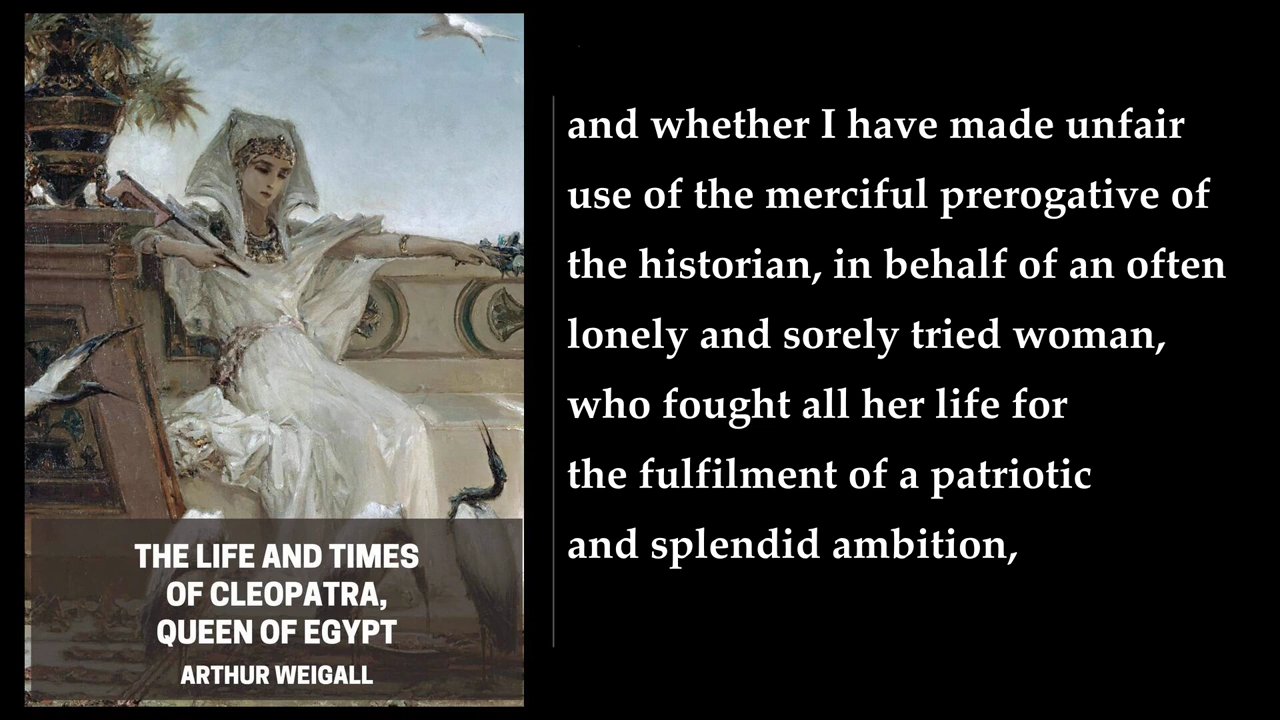 THE LIFE AND TIMES
OF CLEOPATRA,
QUEEN OF EGYPT
ARTHUR WEIGALL
and whether I have made unfair
use of the merciful prerogative of
the historian, in behalf of an often
lonely and sorely tried woman,
who fought all her life for
the fulfilment of a patriotic
and splendid ambition,